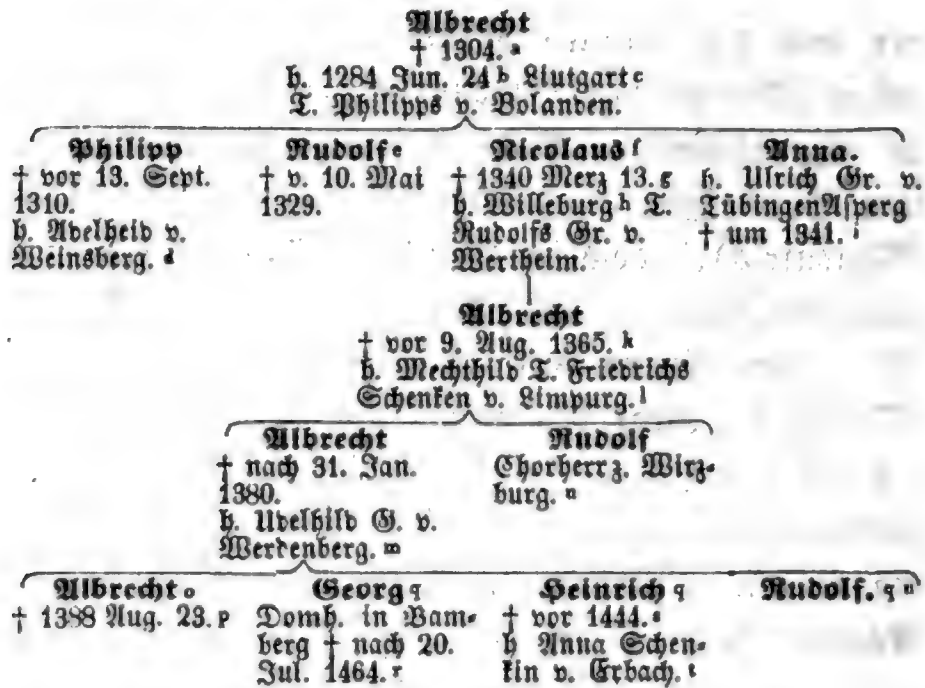 Albrecht
† 1304. a
h. 1284 Jun. 24 b Liutgart c
T. Philipps v. Bolanden.
Philipp
† vor 13. Sept.
1310.
h. Adelheid v.
Weinsberg. d
Rudolf e
† v. 10. Mai
1329.
Nicolaus f
† 1340 Merz 13. g
h. Willeburg h T.
Rudolfs Gr. v.
Wertheim.
Anna.
h. Ulrich Gr. v.
Tübingen Asperg
† um 1341. i
Albrecht
† vor 9. Aug. 1365. k
h. Mechthild T. Friedrichs
Schenken v. Limpurg. l
Albrecht
† nach 31. Jan.
1380.
h. Udelhild G. v.
Werdenberg. m
Rudolf
Chorherr z. Wirz-
burg. n
Albrecht o
† 1388 Aug. 23. p
Georg q
Domh. in Bam-
berg † nach 20.
Jul. 1464. r
Heinrich q
† vor 1444. s
h Anna Schen-
kin v. Erbach. t
Rudolf. q u